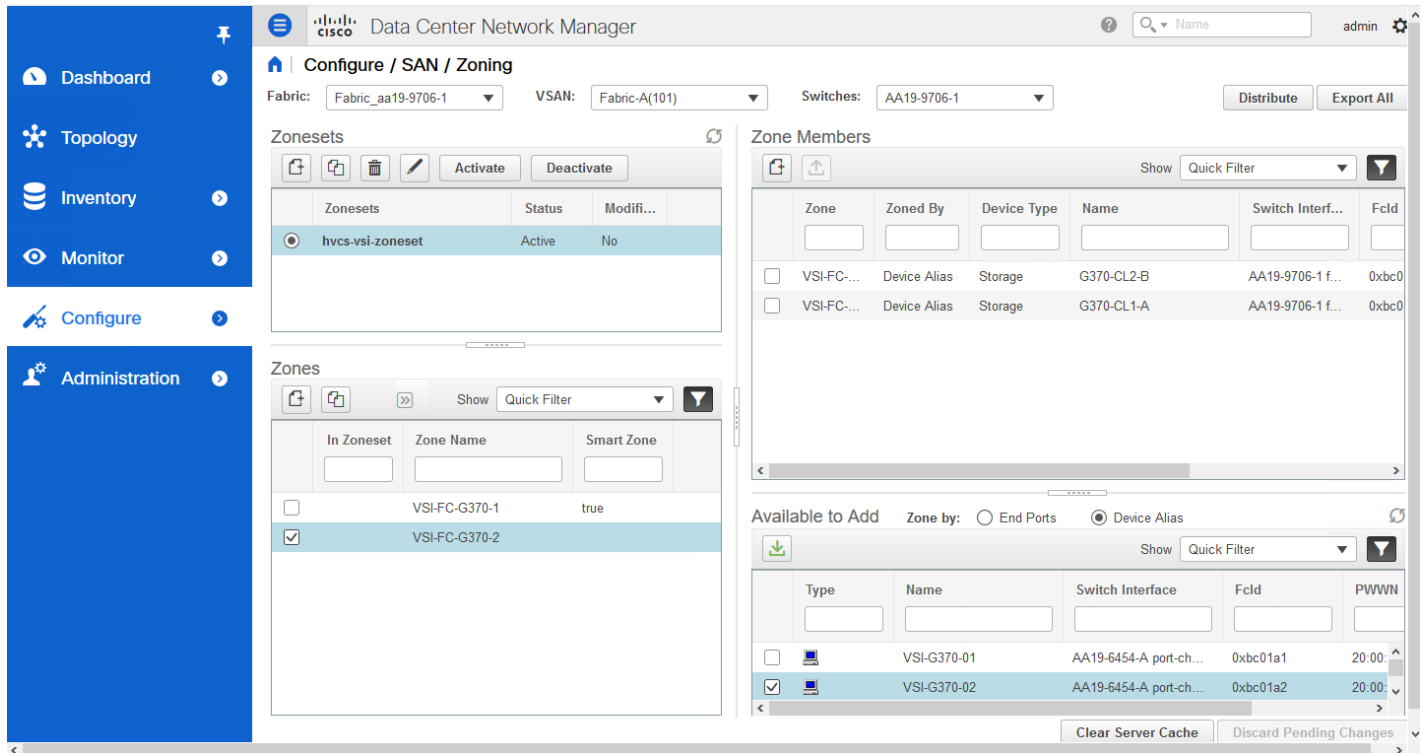 cisco Data Center Network Manager
Name
admin
Dashboard
Topology
Inventory
Monitor
Configure
Administration
Configure / SAN / Zoning
Fabric: Fabric_aa19-9706-1 VSAN: Fabric-A(101) Switches: AA19-9706-1 Distribute Export All
Zonesets
Activate Deactivate
Zonesets Status Modifi...
hvcs-vsi-zoneset Active No
Zones
Show Quick Filter
In Zoneset Zone Name Smart Zone
VSI-FC-G370-1 true
VSI-FC-G370-2
Zone Members
Show Quick Filter
Zone Zoned By Device Type Name Switch Interf... FcId
VSI-FC-... Device Alias Storage G370-CL2-B AA19-9706-1 f... 0xbc0
VSI-FC-... Device Alias Storage G370-CL1-A AA19-9706-1 f... 0xbc0
Available to Add Zone by: End Ports Device Alias
Show Quick Filter
Type Name Switch Interface FcId PWWN
VSI-G370-01 AA19-6454-A port-ch... 0xbc01a1 20:00:
VSI-G370-02 AA19-6454-A port-ch... 0xbc01a2 20:00:
Clear Server Cache Discard Pending Changes